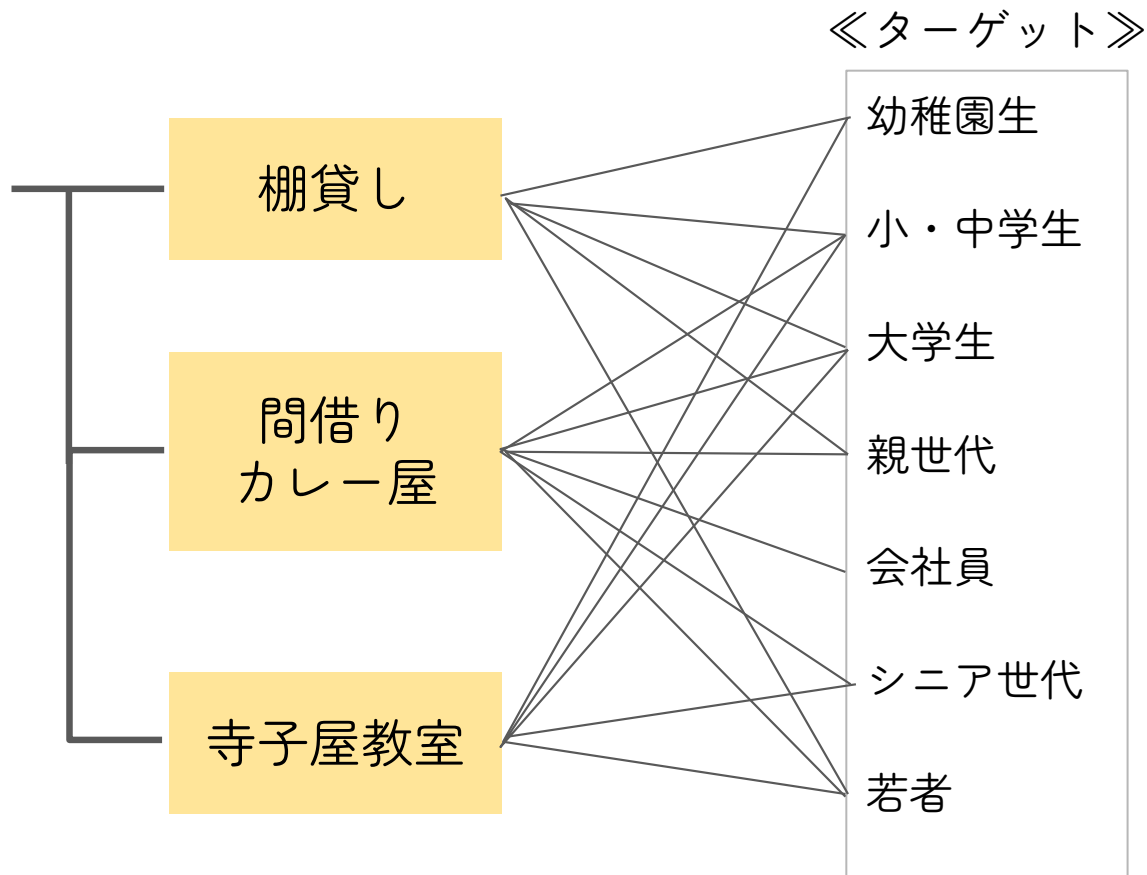 ≪ターゲット≫
棚貸し
間借り
カレー屋
寺子屋教室
幼稚園生
小・中学生
大学生
親世代
会社員
シニア世代
若者